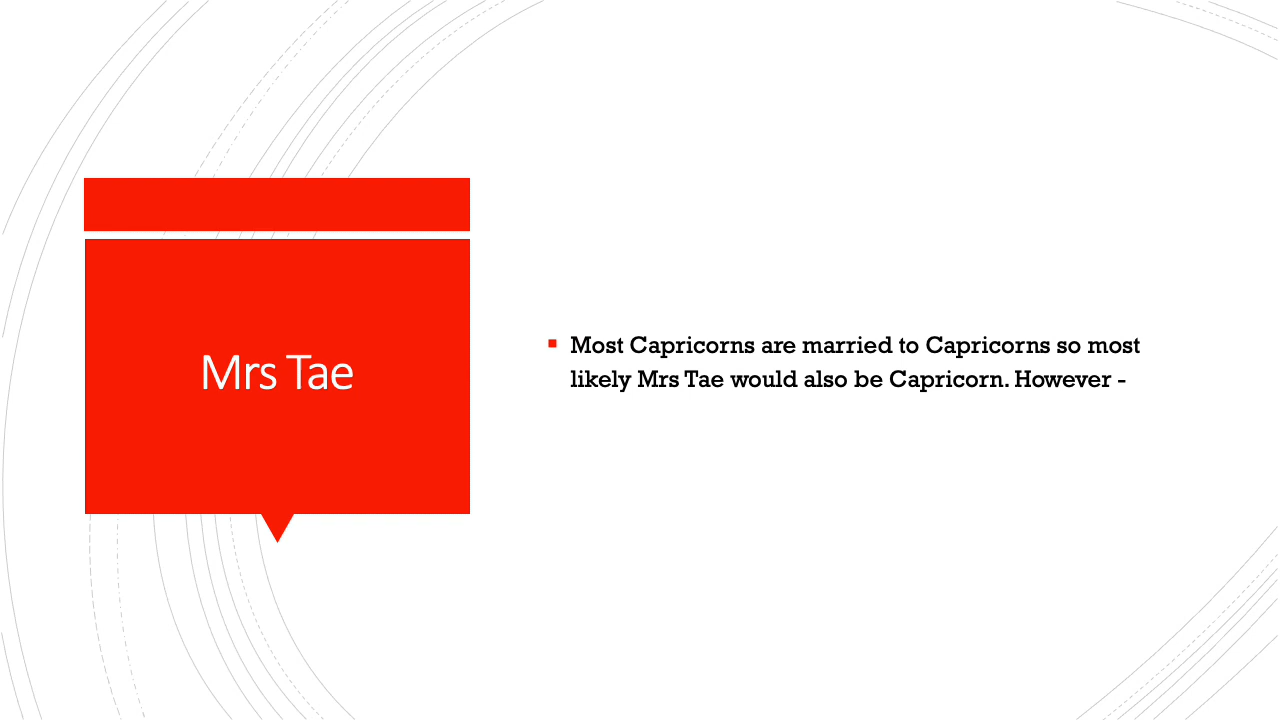 Mrs Tae
Most Capricorns are married to Capricorns so most
likely Mrs Tae would also be Capricorn. However -